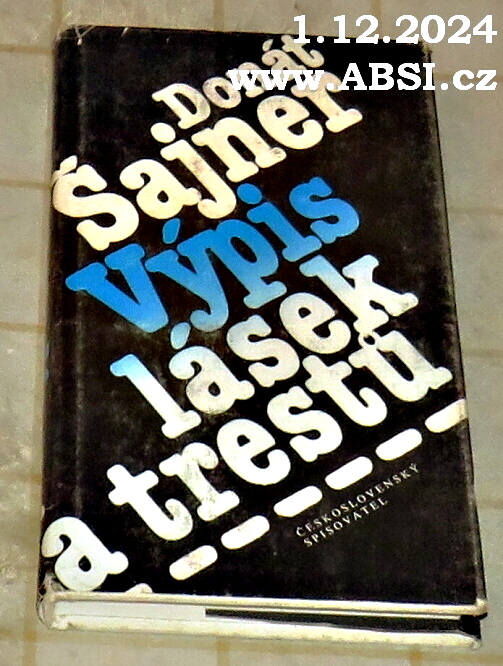 1.12.2024
www.ABSI.cz
Donát
Šajner
Výpis
lásek
a trestů
ČESKOSLOVENSKÝ
SPISOVATEL